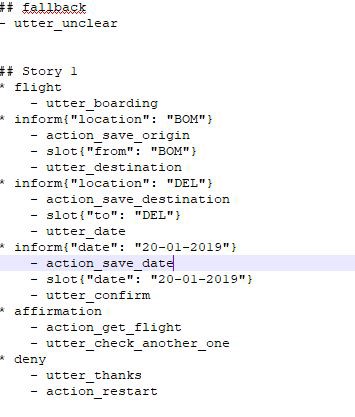 ## fallback
- utter_unclear
## Story 1
* flight
- utter_boarding
* inform{"location": "BOM"}
- action_save_origin
- slot{"from": "BOM"}
- utter_destination
* inform{"location": "DEL"}
- action_save_destination
- slot{"to": "DEL"}
- utter_date
* inform{"date": "20-01-2019"}
- action_save_date
- slot{"date": "20-01-2019"}
- utter_confirm
* affirmation
- action_get_flight
- utter_check_another_one
* deny
- utter_thanks
- action_restart